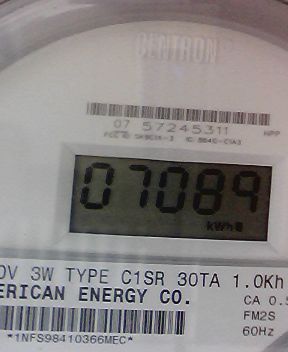 CENTRON
07 57245311 HPP
07089
kWh
0V 3W TYPE C1SR 30TA 1.0Kh
ERICAN ENERGY CO.
CA 0.5
FM2S
60Hz
*1NFS98410366MEC*